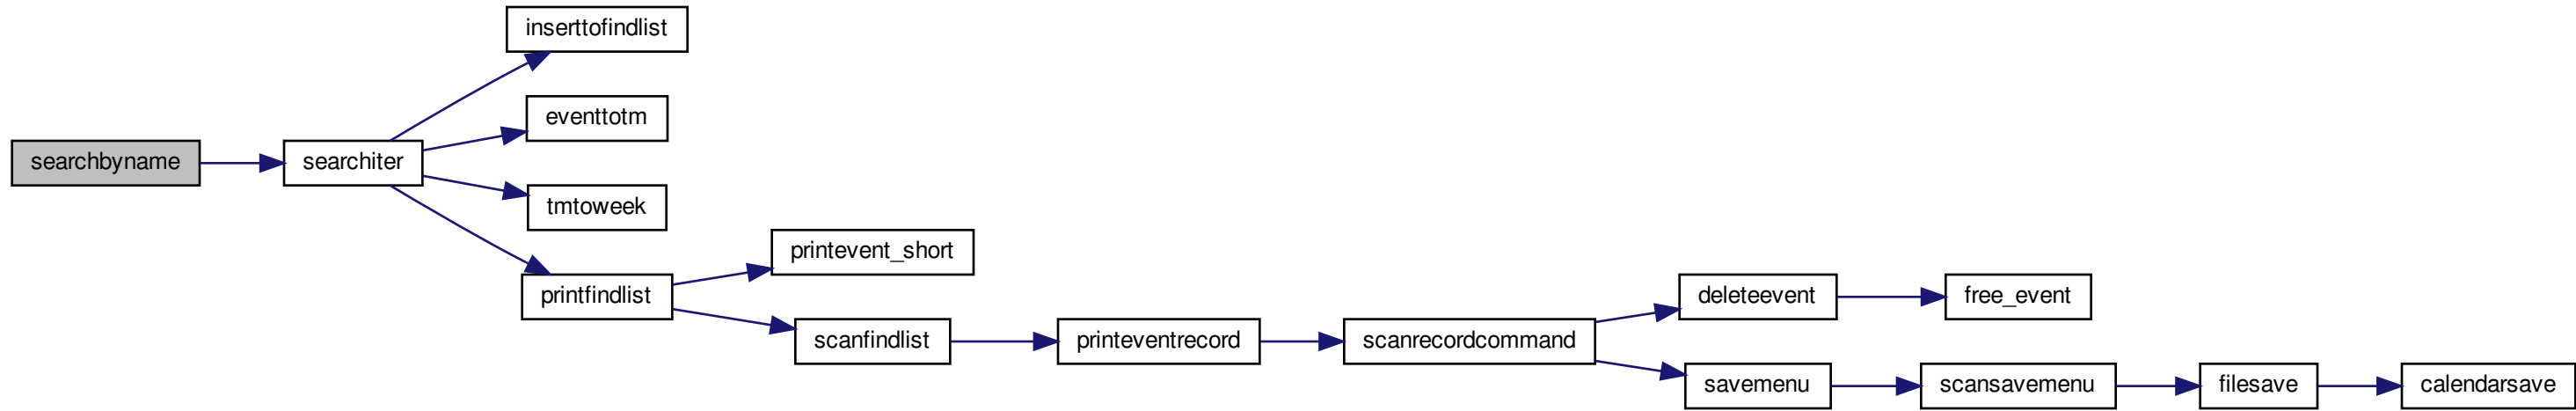 inserttofindlist
eventtotm
searchbyname
searchiter
tmtoweek
printevent_short
printfindlist
deleteevent
free_event
scanfindlist
printeventrecord
scanrecordcommand
savemenu
scansavemenu
filesave
calendarsave